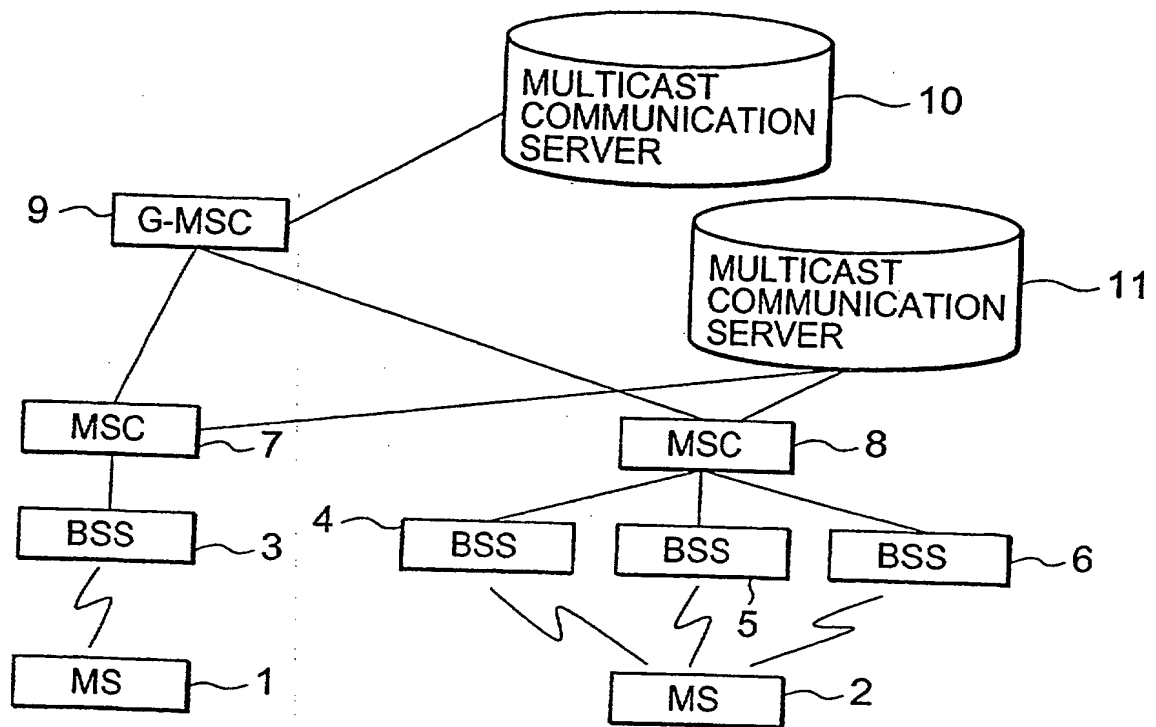 MULTICAST
COMMUNICATION
SERVER
10
9
G-MSC
MULTICAST
COMMUNICATION
SERVER
11
MSC
7
MSC
8
BSS
3
4
BSS
BSS
5
BSS
6
MS
1
MS
2